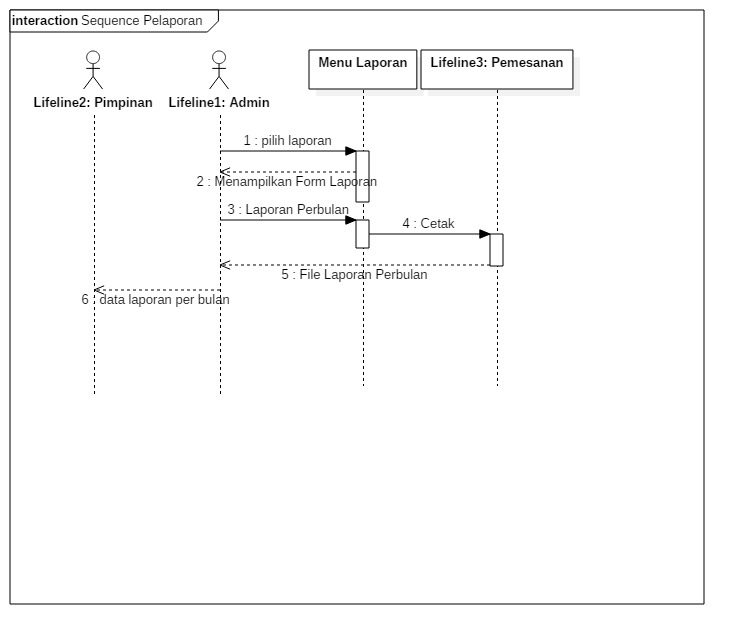 interaction Sequence Pelaporan
Menu Laporan
Lifeline3: Pemesanan
Lifeline2: Pimpinan
Lifeline1: Admin
1 : pilih laporan
2 : Menampilkan Form Laporan
3 : Laporan Perbulan
4 : Cetak
5 : File Laporan Perbulan
6 : data laporan per bulan